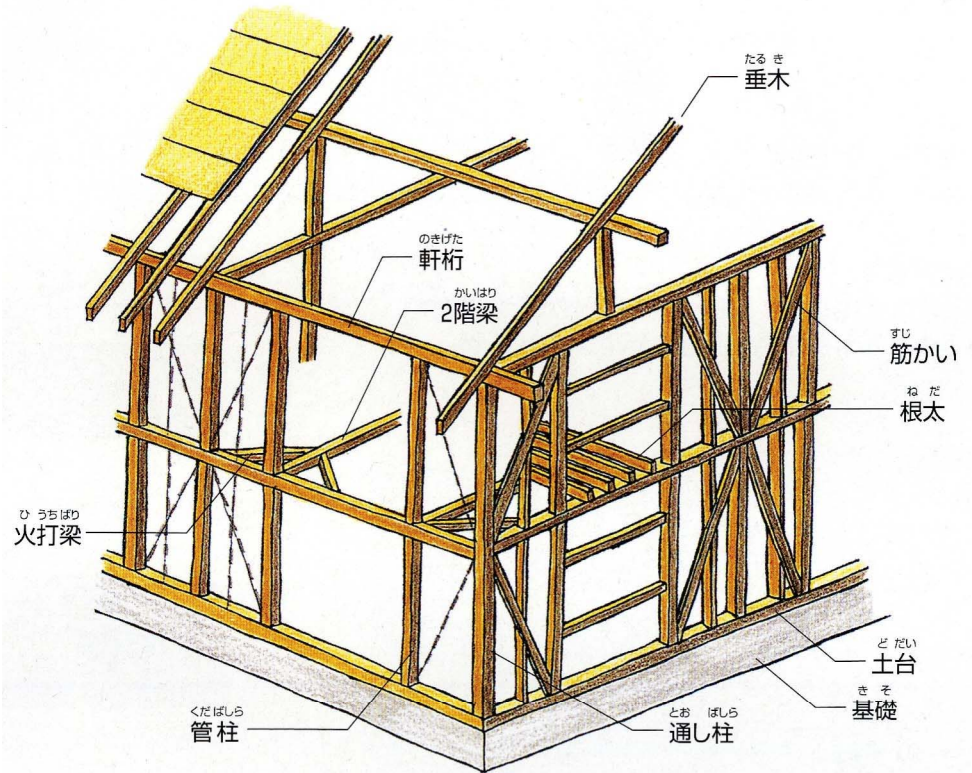 たるき
垂木
のきげた
軒桁
かいはり
2階梁
すじ
筋かい
ねだ
根太
ひうちばり
火打梁
どだい
土台
きそ
基礎
くだばしら
管柱
とおばしら
通し柱